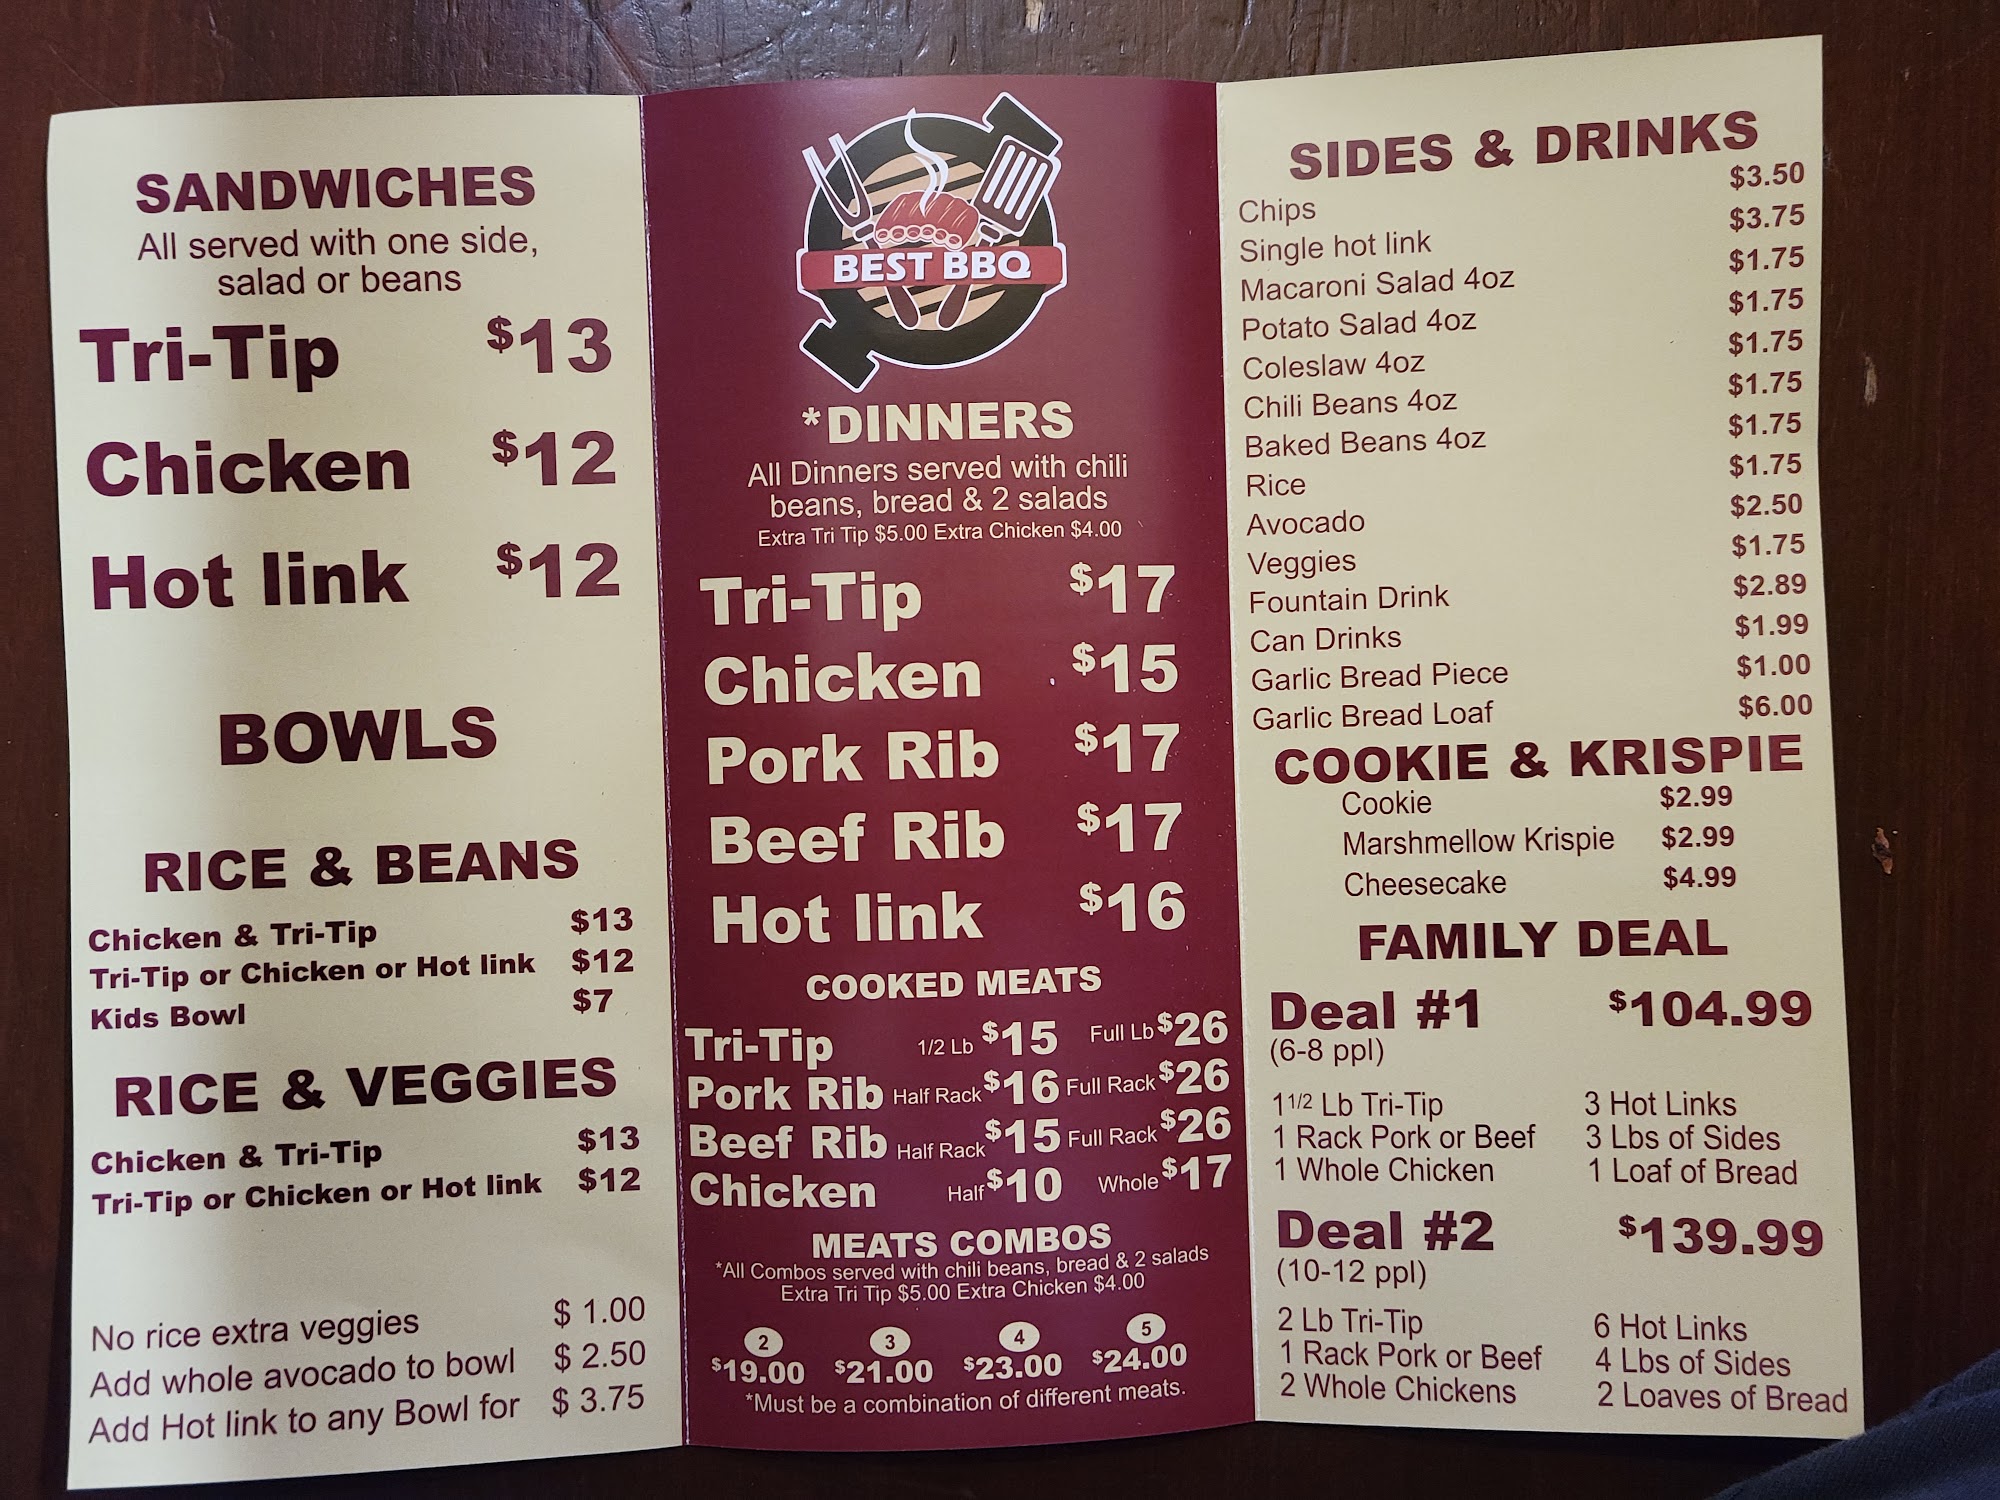 SANDWICHES
All served with one side,
salad or beans
Tri-Tip $13
Chicken $12
Hot link $12
BOWLS
RICE & BEANS
Chicken & Tri-Tip $13
Tri-Tip or Chicken or Hot link $12
Kids Bowl $7
RICE & VEGGIES
Chicken & Tri-Tip $13
Tri-Tip or Chicken or Hot link $12
No rice extra veggies $ 1.00
Add whole avocado to bowl $ 2.50
Add Hot link to any Bowl for $ 3.75
BEST BBQ
*DINNERS
All Dinners served with chili
beans, bread & 2 salads
Extra Tri Tip $5.00 Extra Chicken $4.00
Tri-Tip $17
Chicken $15
Pork Rib $17
Beef Rib $17
Hot link $16
COOKED MEATS
Tri-Tip 1/2 Lb $15 Full Lb $26
Pork Rib Half Rack $16 Full Rack $26
Beef Rib Half Rack $15 Full Rack $26
Chicken Half $10 Whole $17
MEATS COMBOS
*All Combos served with chili beans, bread & 2 salads
Extra Tri Tip $5.00 Extra Chicken $4.00
2 3 4 5
$19.00 $21.00 $23.00 $24.00
*Must be a combination of different meats.
SIDES & DRINKS
Chips $3.50
Single hot link $3.75
Macaroni Salad 4oz $1.75
Potato Salad 4oz $1.75
Coleslaw 4oz $1.75
Chili Beans 4oz $1.75
Baked Beans 4oz $1.75
Rice $1.75
Avocado $2.50
Veggies $1.75
Fountain Drink $2.89
Can Drinks $1.99
Garlic Bread Piece $1.00
Garlic Bread Loaf $6.00
COOKIE & KRISPIE
Cookie $2.99
Marshmellow Krispie $2.99
Cheesecake $4.99
FAMILY DEAL
Deal #1 $104.99
(6-8 ppl)
1 1/2 Lb Tri-Tip 3 Hot Links
1 Rack Pork or Beef 3 Lbs of Sides
1 Whole Chicken 1 Loaf of Bread
Deal #2 $139.99
(10-12 ppl)
2 Lb Tri-Tip 6 Hot Links
1 Rack Pork or Beef 4 Lbs of Sides
2 Whole Chickens 2 Loaves of Bread